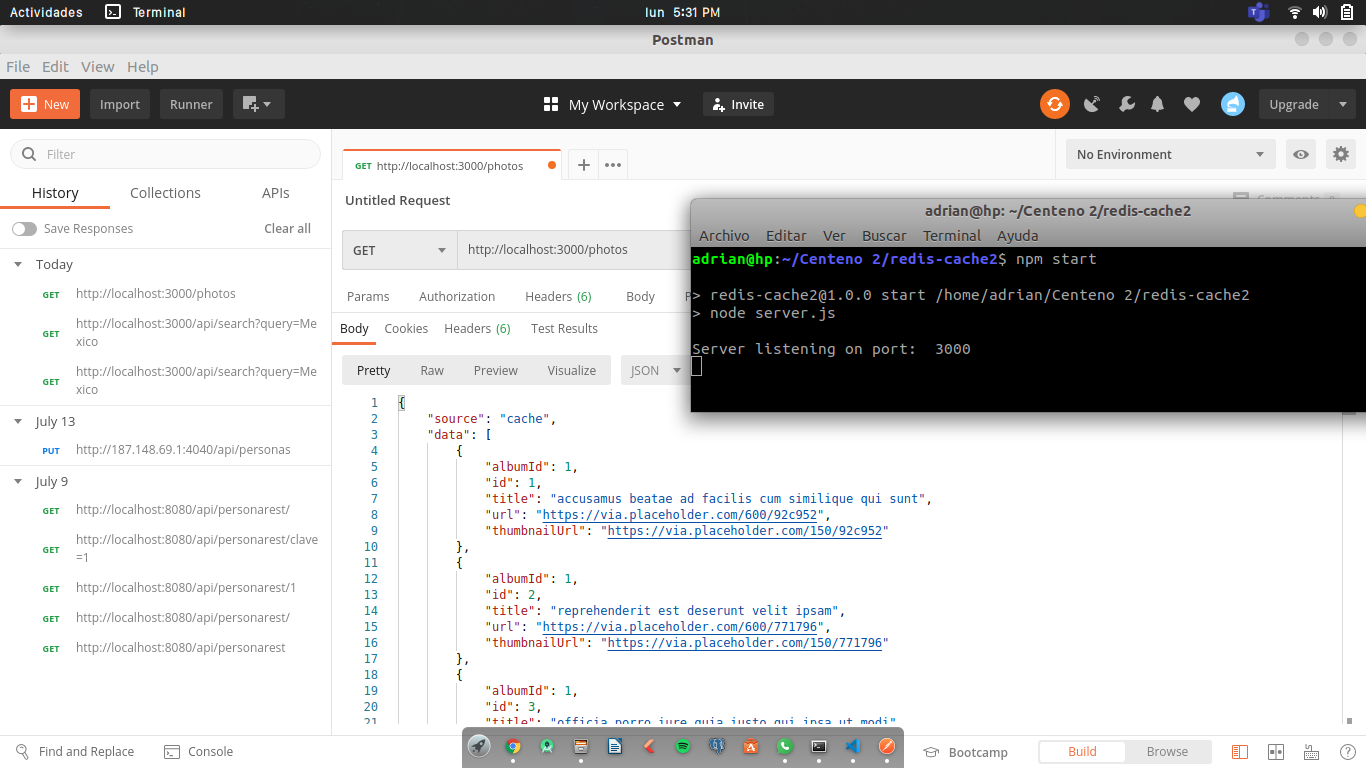 Actividades Terminal lun 5:31 PM
Postman
File Edit View Help
New Import Runner My Workspace Invite Upgrade
Filter
History Collections APIs
Save Responses Clear all
Today
GET http://localhost:3000/photos
GET http://localhost:3000/api/search?query=Me
xico
GET http://localhost:3000/api/search?query=Me
xico
July 13
PUT http://187.148.69.1:4040/api/personas
July 9
GET http://localhost:8080/api/personarest/
GET http://localhost:8080/api/personarest/clave
=1
GET http://localhost:8080/api/personarest/1
GET http://localhost:8080/api/personarest/
GET http://localhost:8080/api/personarest
GET http://localhost:3000/photos
No Environment
Untitled Request
Comments 0
GET http://localhost:3000/photos
Params Authorization Headers (6) Body
Body Cookies Headers (6) Test Results
Pretty Raw Preview Visualize JSON
1 {
2 "source": "cache",
3 "data": [
4 {
5 "albumId": 1,
6 "id": 1,
7 "title": "accusamus beatae ad facilis cum similique qui sunt",
8 "url": "https://via.placeholder.com/600/92c952",
9 "thumbnailUrl": "https://via.placeholder.com/150/92c952"
10 },
11 {
12 "albumId": 1,
13 "id": 2,
14 "title": "reprehenderit est deserunt velit ipsam",
15 "url": "https://via.placeholder.com/600/771796",
16 "thumbnailUrl": "https://via.placeholder.com/150/771796"
17 },
18 {
19 "albumId": 1,
20 "id": 3,
21 "title": "officia porro iure quia iusto qui ipsa ut modi"
adrian@hp: ~/Centeno 2/redis-cache2
Archivo Editar Ver Buscar Terminal Ayuda
adrian@hp:~/Centeno 2/redis-cache2$ npm start
> redis-cache2@1.0.0 start /home/adrian/Centeno 2/redis-cache2
> node server.js
Server listening on port: 3000
Find and Replace Console Bootcamp Build Browse